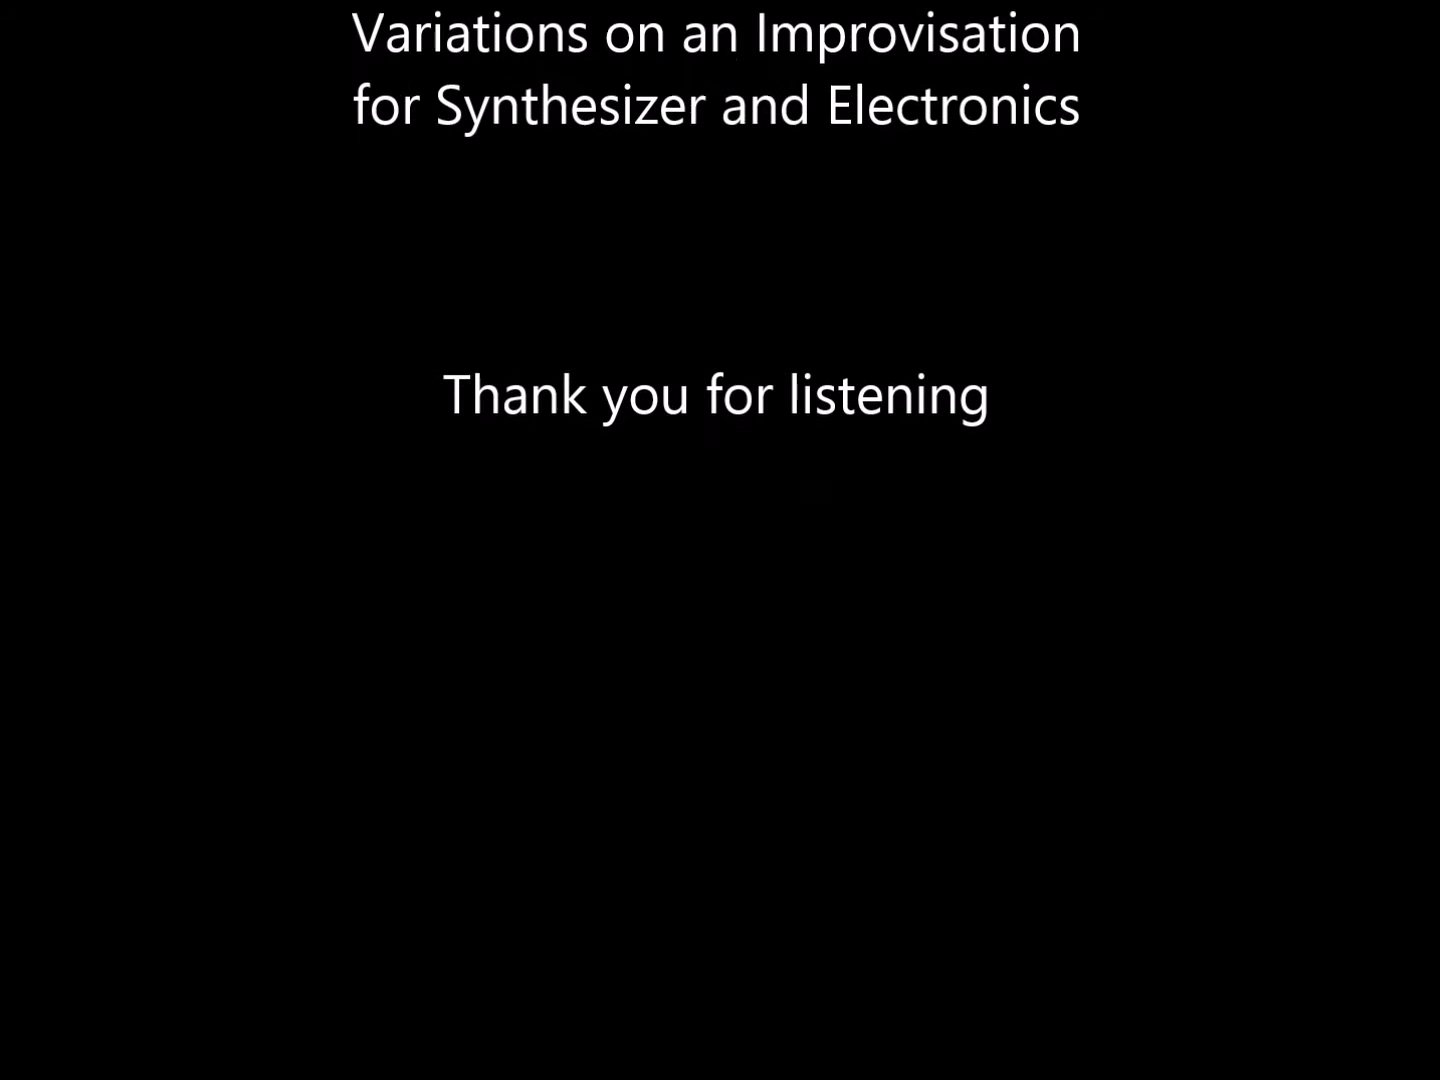 Variations on an Improvisation
for Synthesizer and Electronics
Thank you for listening